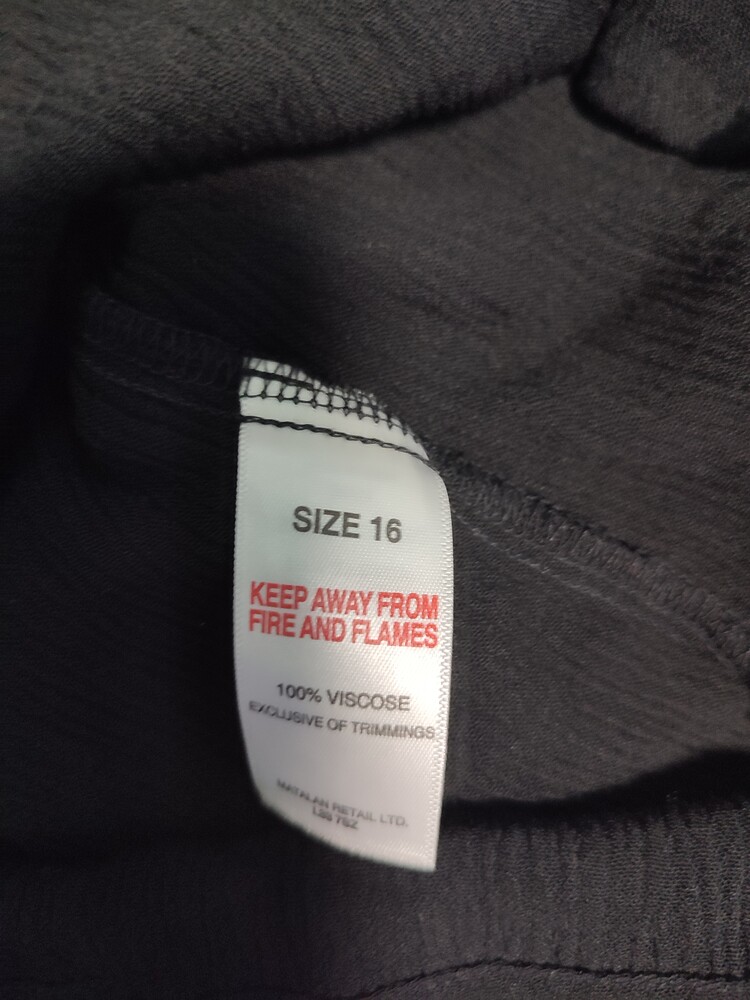 SIZE 16
KEEP AWAY FROM
FIRE AND FLAMES
100% VISCOSE
EXCLUSIVE OF TRIMMINGS
MATALAN RETAIL LTD.